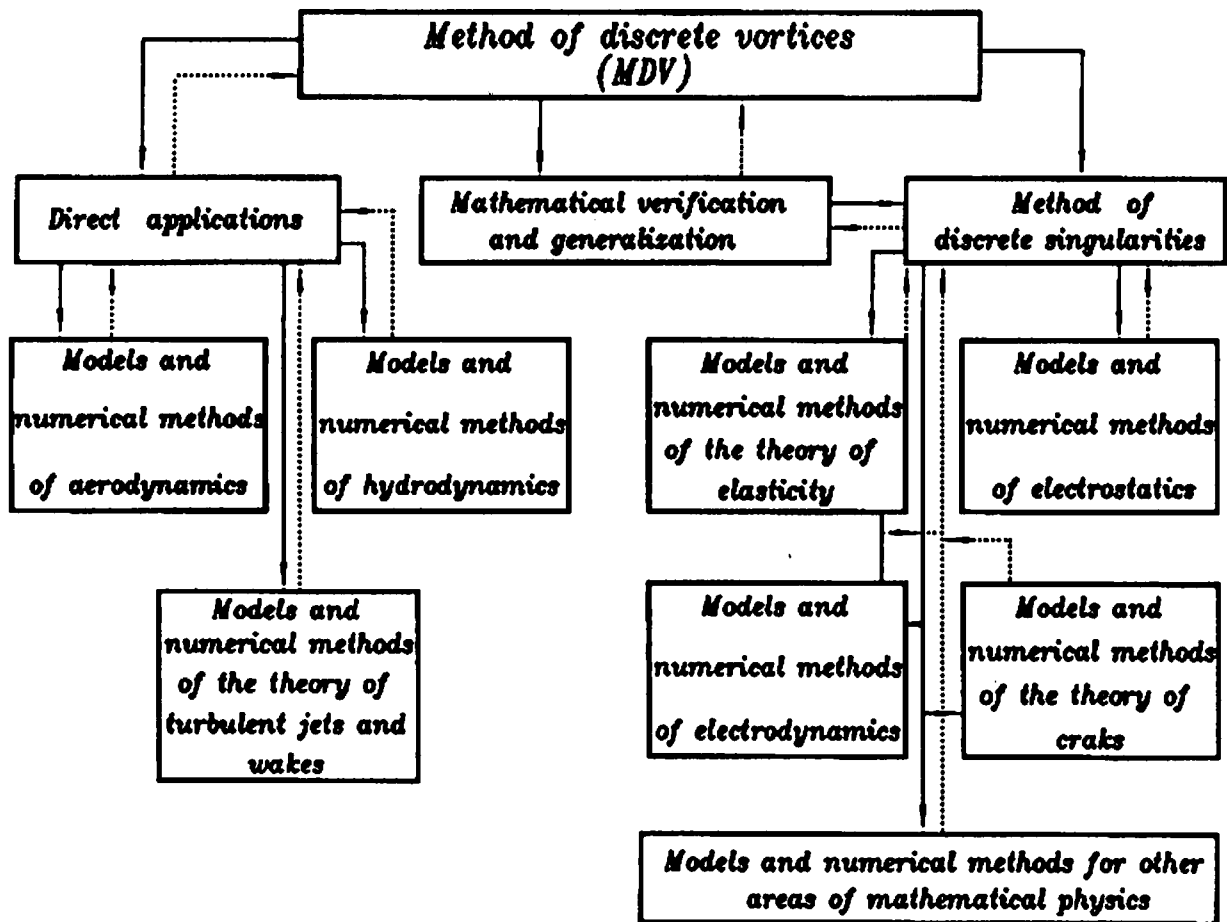 Method of discrete vortices
(MDV)
Direct applications
Mathematical verification
and generalization
Method of
discrete singularities
Models and
numerical methods
of aerodynamics
Models and
numerical methods
of hydrodynamics
Models and
numerical methods
of the theory of
elasticity
Models and
numerical methods
of electrostatics
Models and
numerical methods
of the theory of
turbulent jets and
wakes
Models and
numerical methods
of electrodynamics
Models and
numerical methods
of the theory of
craks
Models and numerical methods for other
areas of mathematical physics